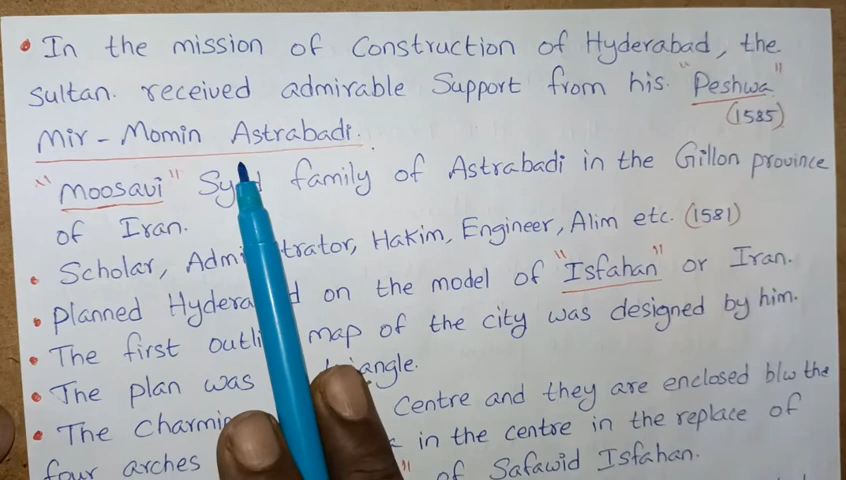 • In the mission of Construction of Hyderabad, the
Sultan. received admirable Support from his "Peshwa"
(1585)
Mir - Momin Astrabadi.
"Moosavi" family of Astrabadi in the Gillon province
of Iran.
• Scholar, Hakim, Engineer, Alim etc. (1581)
• Planned on the model of "Isfahan" or Iran.
• The first map of the city was designed by him.
• The plan was
• The Centre and they are enclosed blw the
four arches in the centre in the replace of
of Safawid Isfahan.